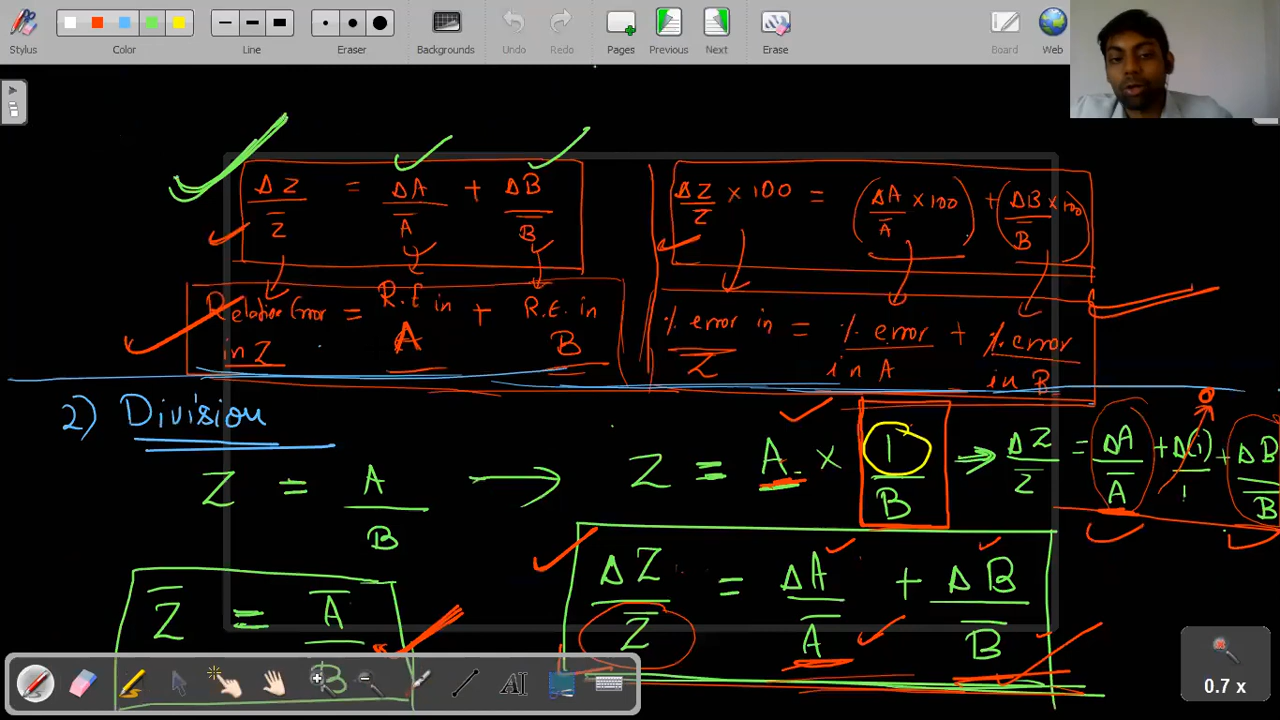 Stylus Color Line Eraser Backgrounds Undo Redo Pages Previous Next Erase Board Web
ΔZ/Z̅ = ΔA/A̅ + ΔB/B̅
ΔZ/Z̅ × 100 = (ΔA/A̅ × 100) + (ΔB/B̅ × 100)
Relative Error in Z = R.E in A + R.E. in B
% error in Z = % error in A + % error in B
2) Division
Z = A/B → Z = A × 1/B ⇒ ΔZ/Z̅ = ΔA/A̅ + Δ(1)/1 + ΔB/B̅
0
ΔZ/Z̅ = ΔA/A̅ + ΔB/B̅
Z̅ = A̅/B̅
0.7 x